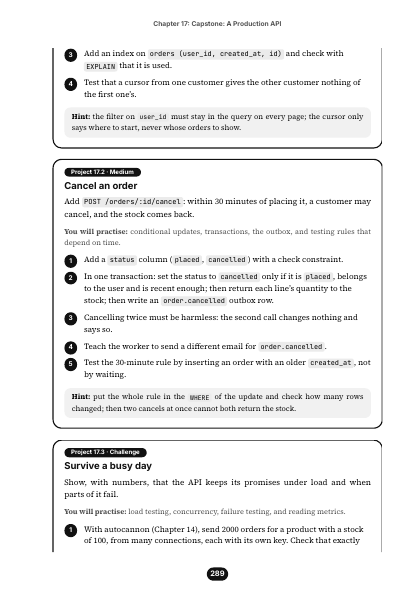 Chapter 17: Capstone: A Production API
3 Add an index on orders (user_id, created_at, id) and check with
EXPLAIN that it is used.
4 Test that a cursor from one customer gives the other customer nothing of
the first one's.
Hint: the filter on user_id must stay in the query on every page; the cursor only
says where to start, never whose orders to show.
Project 17.2 · Medium
Cancel an order
Add POST /orders/:id/cancel: within 30 minutes of placing it, a customer may
cancel, and the stock comes back.
You will practise: conditional updates, transactions, the outbox, and testing rules that
depend on time.
1 Add a status column (placed, cancelled) with a check constraint.
2 In one transaction: set the status to cancelled only if it is placed, belongs
to the user and is recent enough; then return each line's quantity to the
stock; then write an order.cancelled outbox row.
3 Cancelling twice must be harmless: the second call changes nothing and
says so.
4 Teach the worker to send a different email for order.cancelled.
5 Test the 30-minute rule by inserting an order with an older created_at, not
by waiting.
Hint: put the whole rule in the WHERE of the update and check how many rows
changed; then two cancels at once cannot both return the stock.
Project 17.3 · Challenge
Survive a busy day
Show, with numbers, that the API keeps its promises under load and when
parts of it fail.
You will practise: load testing, concurrency, failure testing, and reading metrics.
1 With autocannon (Chapter 14), send 2000 orders for a product with a stock
of 100, from many connections, each with its own key. Check that exactly
289